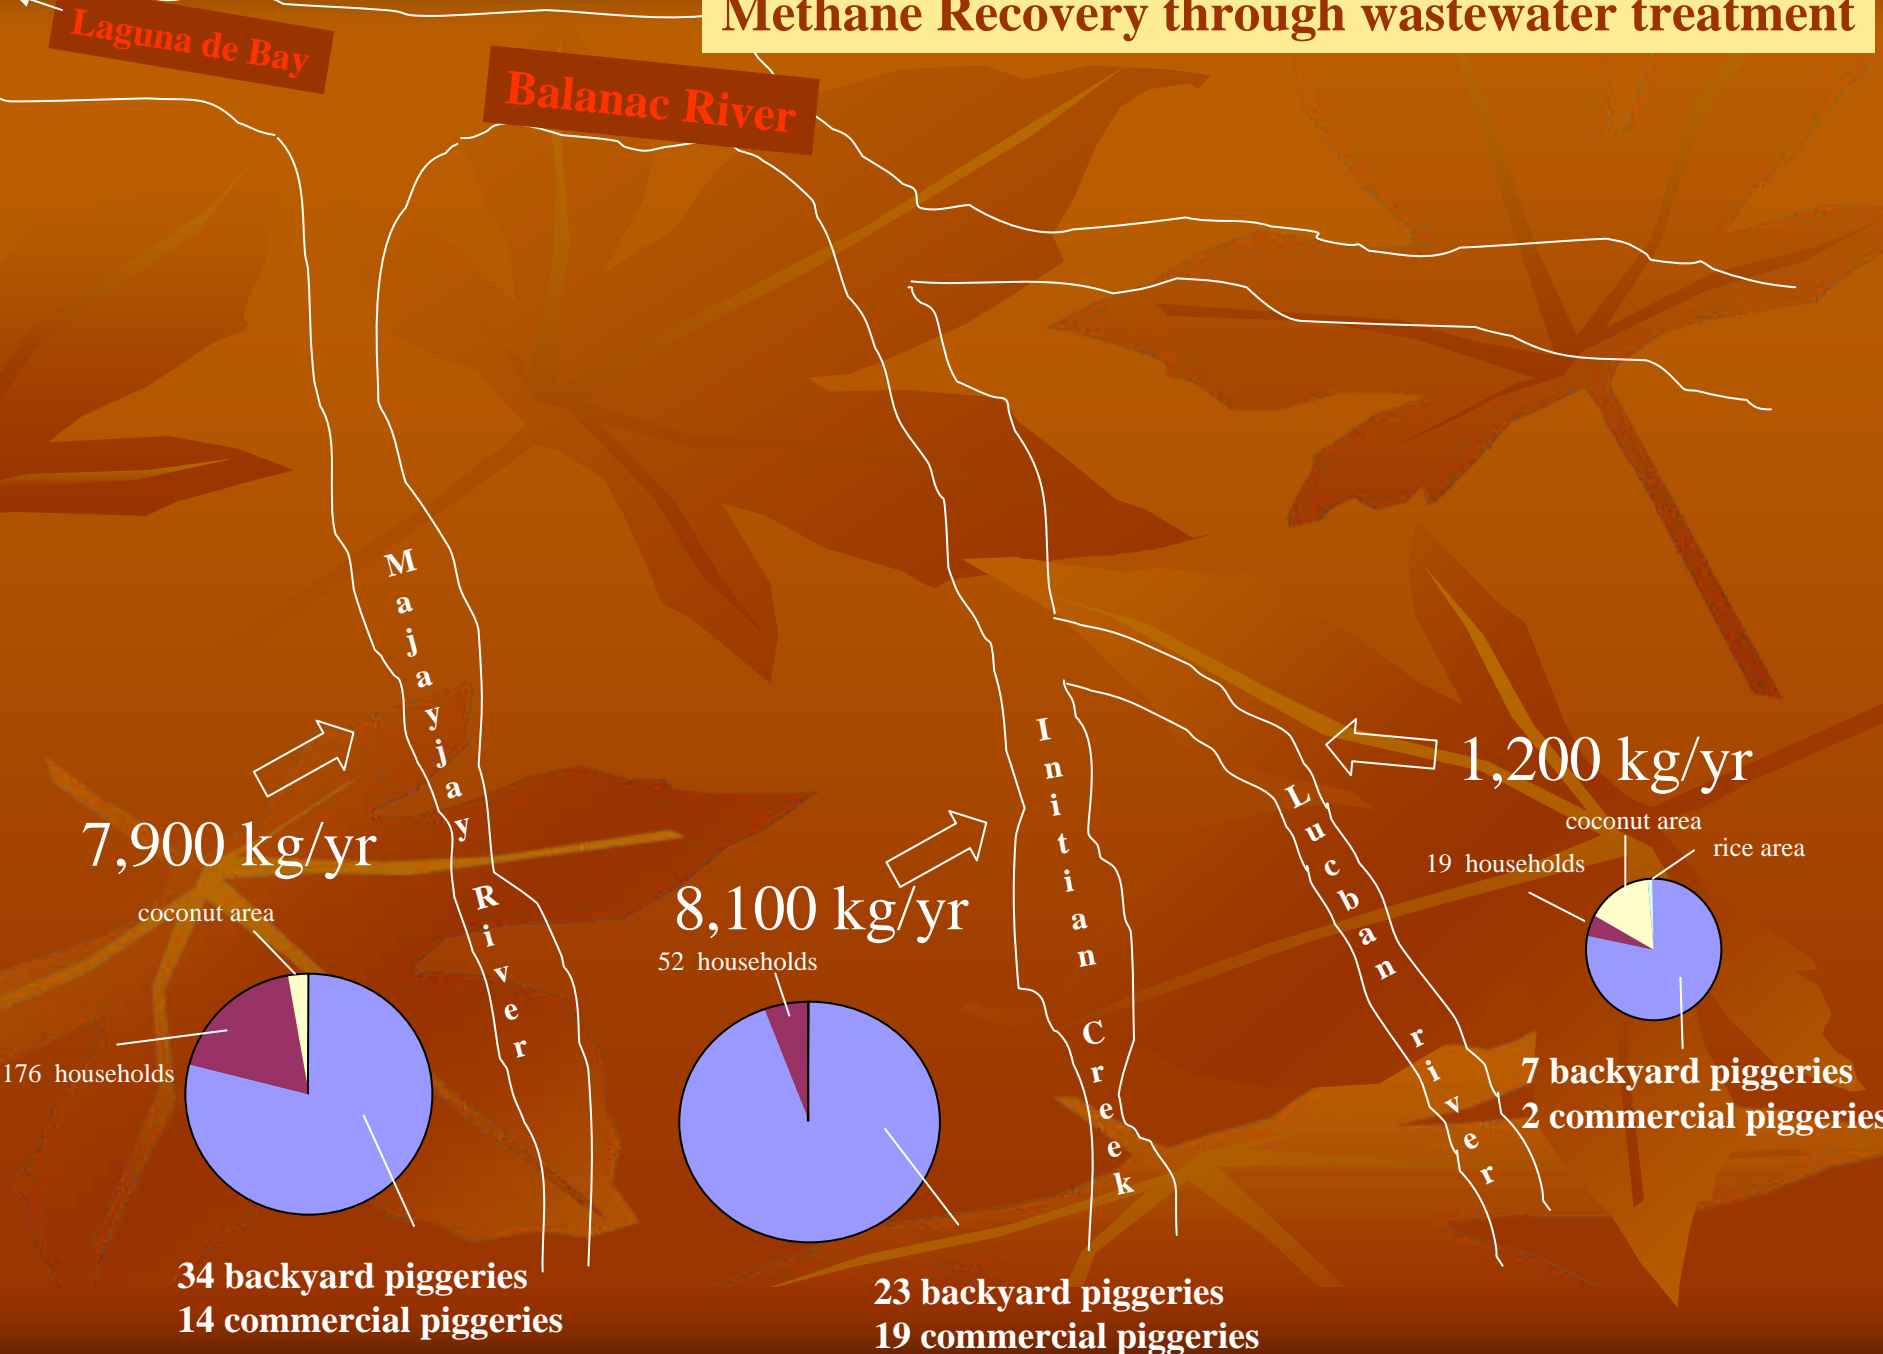 Methane Recovery through wastewater treatment
Laguna de Bay
Balanac River
Majayjay River
Initian Creek
Lucban river
7,900 kg/yr
coconut area
176 households
34 backyard piggeries
14 commercial piggeries
8,100 kg/yr
52 households
23 backyard piggeries
19 commercial piggeries
1,200 kg/yr
coconut area
rice area
19 households
7 backyard piggeries
2 commercial piggeries